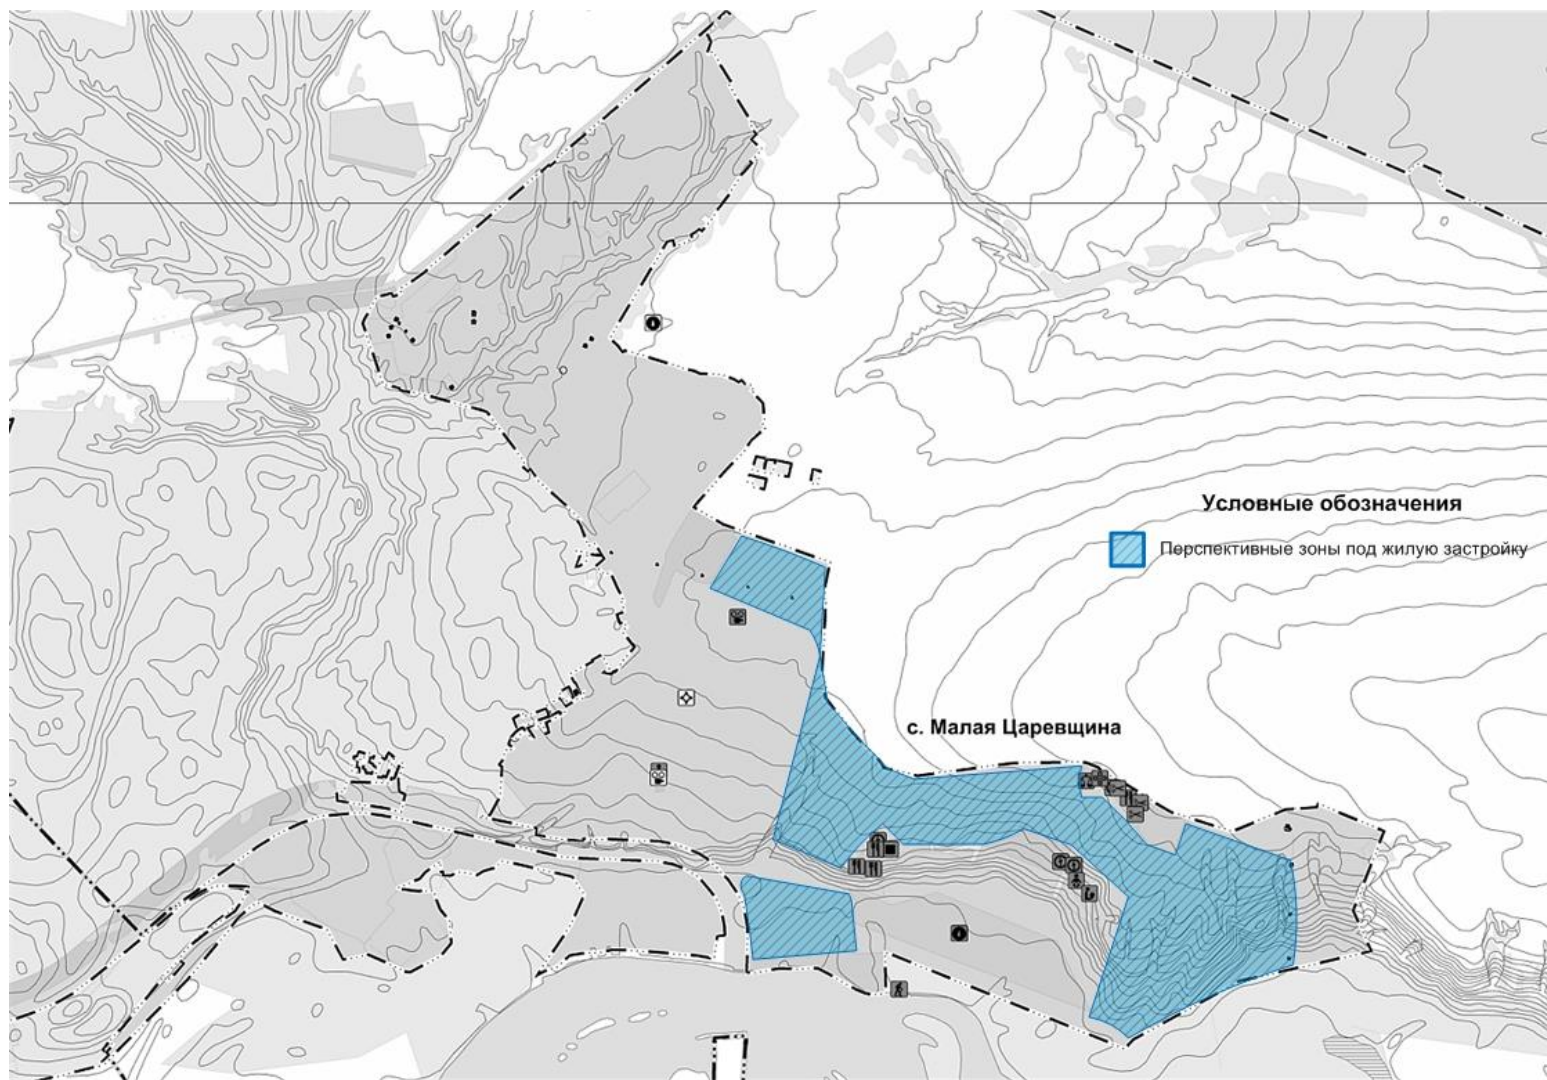 Условные обозначения
Перспективные зоны под жилую застройку
с. Малая Царевщина